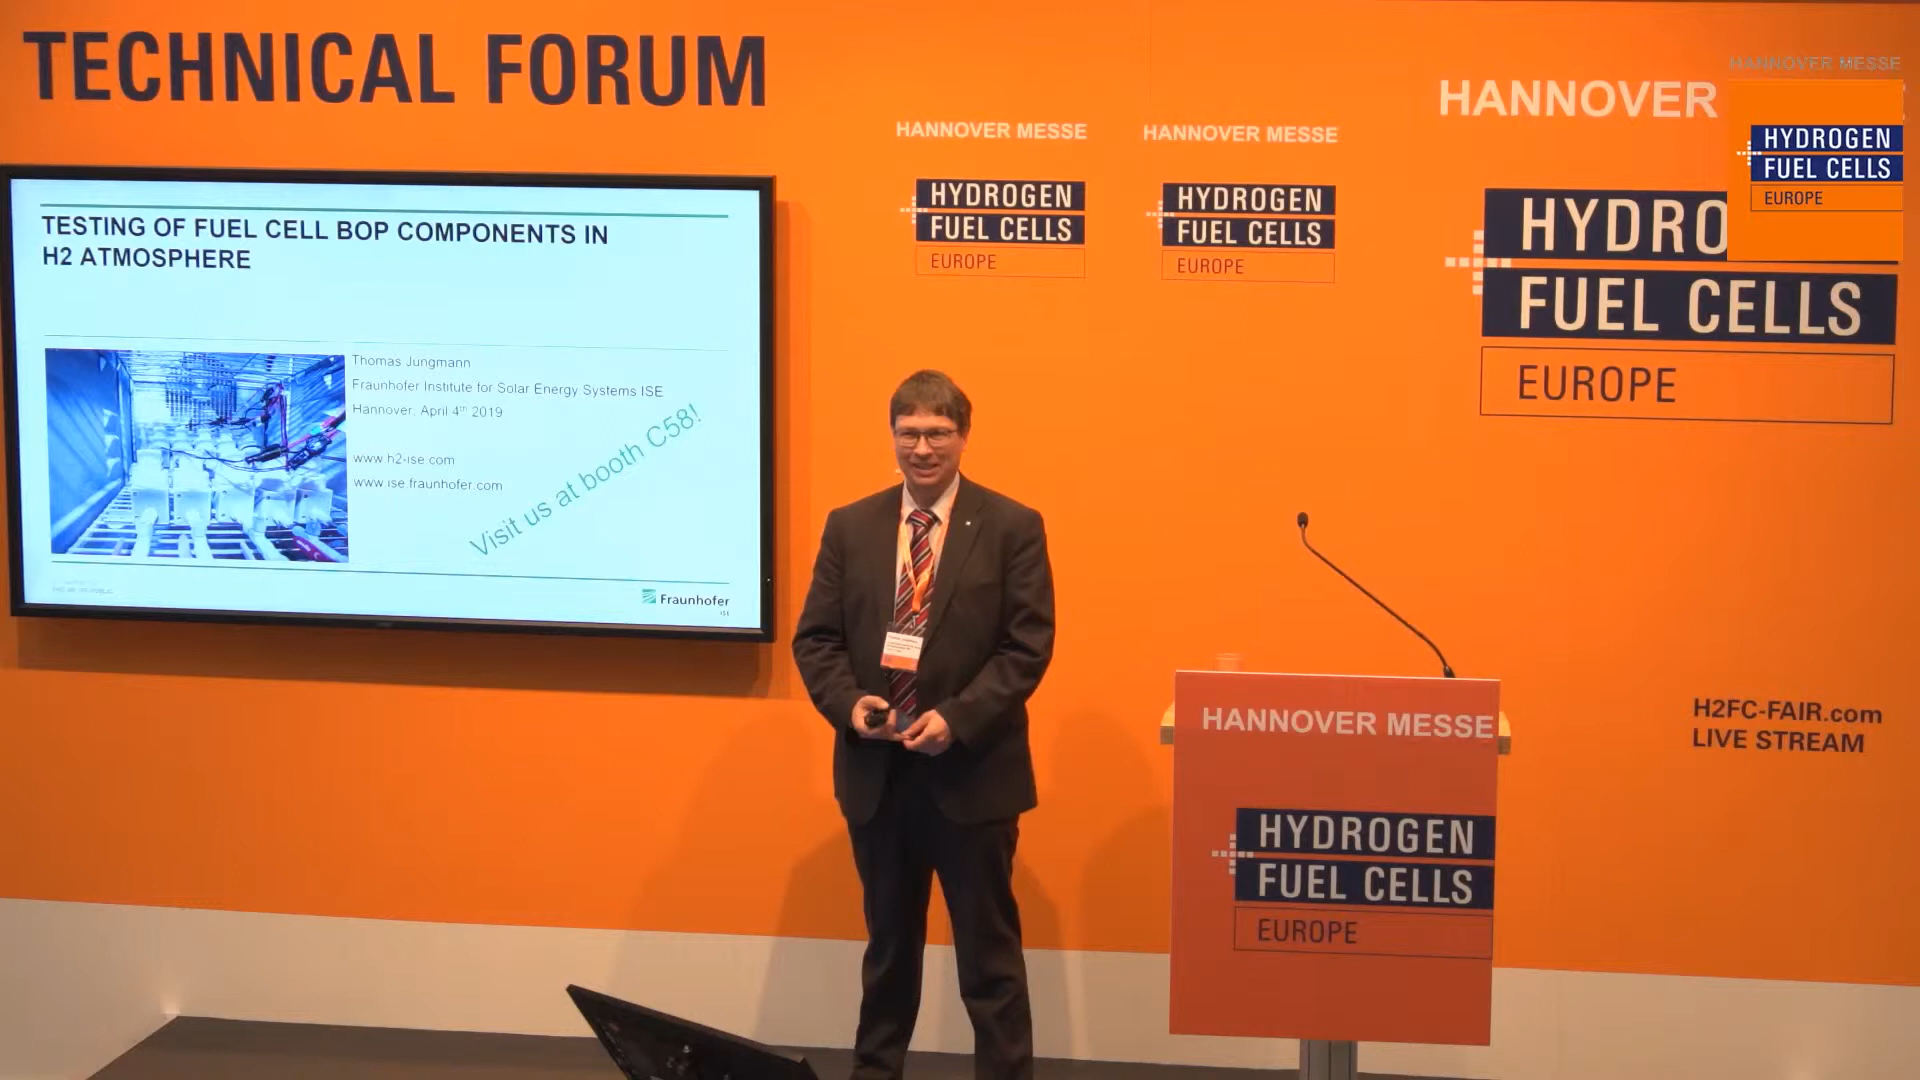 TECHNICAL FORUM
TESTING OF FUEL CELL BOP COMPONENTS IN
H2 ATMOSPHERE
Thomas Jungmann
Fraunhofer Institute for Solar Energy Systems ISE
Hannover, April 4th 2019
www.h2-ise.com
www.ise.fraunhofer.com
Visit us at booth C58!
Fraunhofer
ISE
HANNOVER MESSE
HYDROGEN
FUEL CELLS
EUROPE
HANNOVER MESSE
HYDROGEN
FUEL CELLS
EUROPE
HANNOVER
HYDRO
FUEL CELLS
EUROPE
HANNOVER MESSE
HYDROGEN
FUEL CELLS
EUROPE
H2FC-FAIR.com
LIVE STREAM
HANNOVER MESSE
HYDROGEN
FUEL CELLS
EUROPE